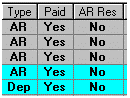 Type Paid AR Res
AR Yes No
AR Yes No
AR Yes No
AR Yes No
Dep Yes No